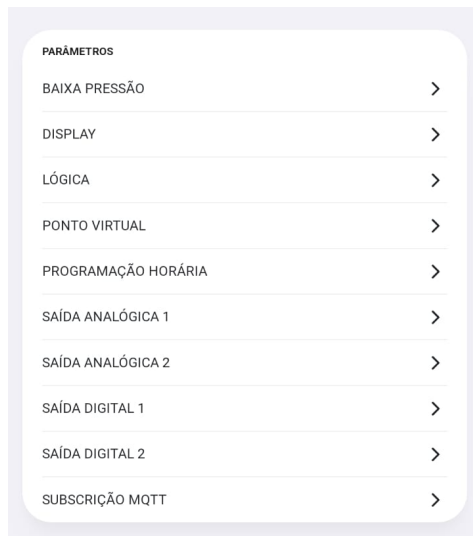 PARÂMETROS
BAIXA PRESSÃO
DISPLAY
LÓGICA
PONTO VIRTUAL
PROGRAMAÇÃO HORÁRIA
SAÍDA ANALÓGICA 1
SAÍDA ANALÓGICA 2
SAÍDA DIGITAL 1
SAÍDA DIGITAL 2
SUBSCRIÇÃO MQTT